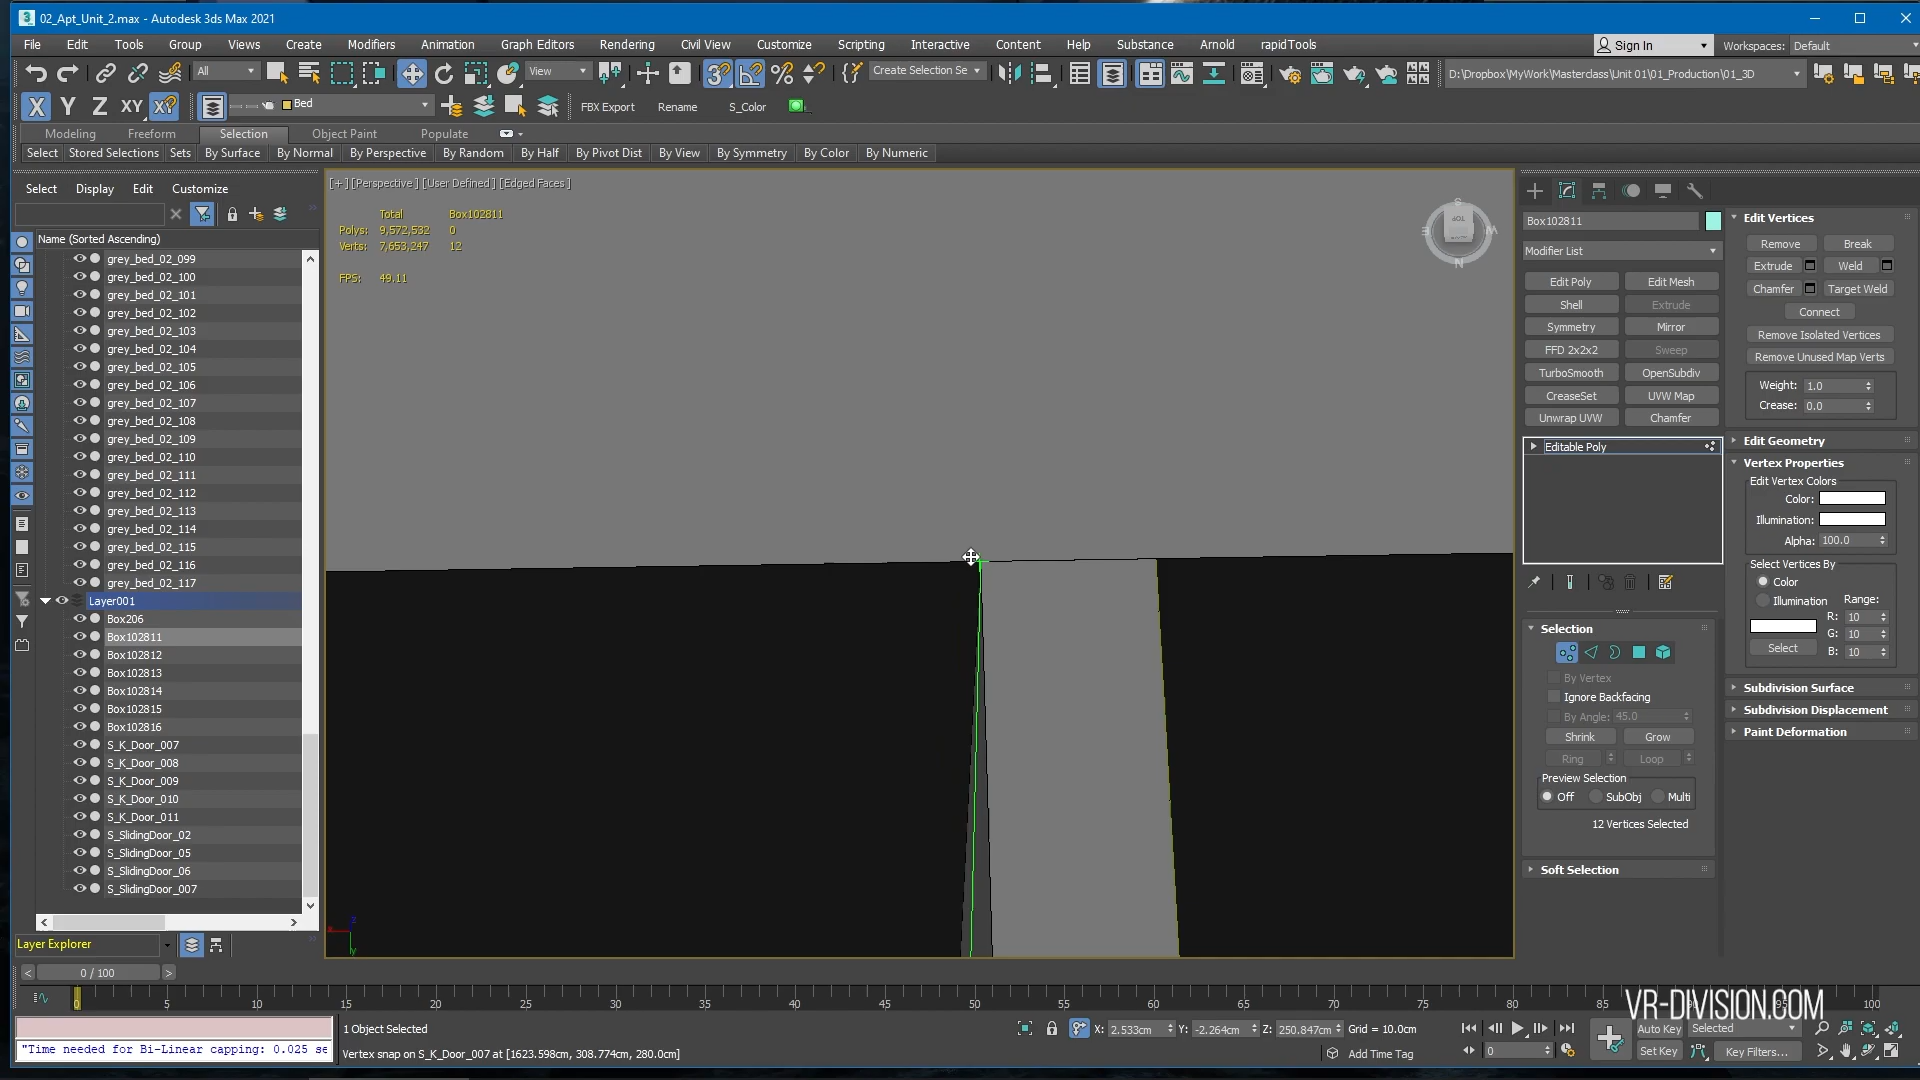 02_Apt_Unit_2.max - Autodesk 3ds Max 2021
File Edit Tools Group Views Create Modifiers Animation Graph Editors Rendering Civil View Customize Scripting Interactive Content Help Substance Arnold rapidTools
Sign In Workspaces: Default
All View Create Selection Se D:\Dropbox\MyWork\Masterclass\Unit 01\01_Production\01_3D
X Y Z XY Bed FBX Export Rename S_Color
Modeling Freeform Selection Object Paint Populate
Select Stored Selections Sets By Surface By Normal By Perspective By Random By Half By Pivot Dist By View By Symmetry By Color By Numeric
Select Display Edit Customize
Name (Sorted Ascending)
grey_bed_02_099
grey_bed_02_100
grey_bed_02_101
grey_bed_02_102
grey_bed_02_103
grey_bed_02_104
grey_bed_02_105
grey_bed_02_106
grey_bed_02_107
grey_bed_02_108
grey_bed_02_109
grey_bed_02_110
grey_bed_02_111
grey_bed_02_112
grey_bed_02_113
grey_bed_02_114
grey_bed_02_115
grey_bed_02_116
grey_bed_02_117
Layer001
Box206
Box102811
Box102812
Box102813
Box102814
Box102815
Box102816
S_K_Door_007
S_K_Door_008
S_K_Door_009
S_K_Door_010
S_K_Door_011
S_SlidingDoor_02
S_SlidingDoor_05
S_SlidingDoor_06
S_SlidingDoor_007
Layer Explorer
[+] [Perspective ] [User Defined ] [Edged Faces ]
Total Box102811
Polys: 9,572,532 0
Verts: 7,653,247 12
FPS: 49.11
TOP
S
E W
N
z
x
y
Box102811
Modifier List
Edit Poly Edit Mesh
Shell Extrude
Symmetry Mirror
FFD 2x2x2 Sweep
TurboSmooth OpenSubdiv
CreaseSet UVW Map
Unwrap UVW Chamfer
Editable Poly
Selection
By Vertex
Ignore Backfacing
By Angle: 45.0
Shrink Grow
Ring Loop
Preview Selection
Off SubObj Multi
12 Vertices Selected
Soft Selection
Edit Vertices
Remove Break
Extrude Weld
Chamfer Target Weld
Connect
Remove Isolated Vertices
Remove Unused Map Verts
Weight: 1.0
Crease: 0.0
Edit Geometry
Vertex Properties
Edit Vertex Colors
Color:
Illumination:
Alpha: 100.0
Select Vertices By
Color
Illumination Range:
R: 10
G: 10
Select B: 10
Subdivision Surface
Subdivision Displacement
Paint Deformation
< 0 / 100 >
0 5 10 15 20 25 30 35 40 45 50 55 60 65 70 75 80 85 100
VR-DIVISION.COM
1 Object Selected X: 2.533cm Y: -2.264cm Z: 250.847cm Grid = 10.0cm Auto Key Selected
"Time needed for Bi-Linear capping: 0.025 se Vertex snap on S_K_Door_007 at [1623.598cm, 308.774cm, 280.0cm] Add Time Tag 0 Set Key Key Filters...